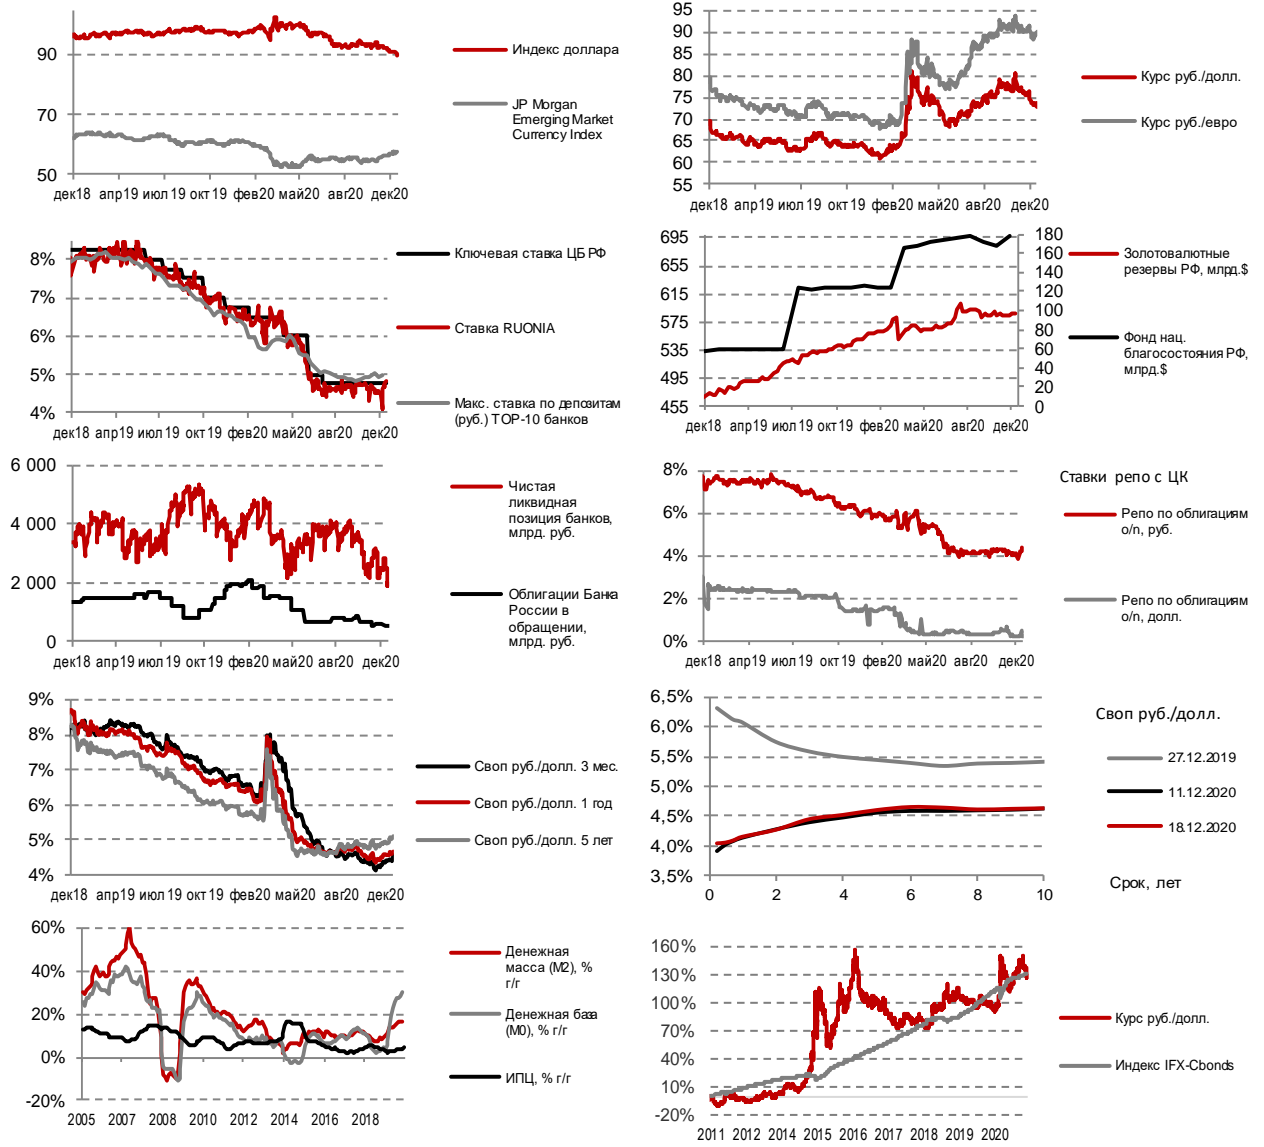 90
70
50
дек18 апр19 июл19 окт19 фев20 май20 авг20 дек20
Индекс доллара
JP Morgan
Emerging Market
Currency Index
95
90
85
80
75
70
65
60
55
дек18 апр19 июл19 окт19 фев20 май20 авг20 дек20
Курс руб./долл.
Курс руб./евро
8%
7%
6%
5%
4%
дек18 апр19 июл19 окт19 фев20 май20 авг20 дек20
Ключевая ставка ЦБ РФ
Ставка RUONIA
Макс. ставка по депозитам
(руб.) TOP-10 банков
695
655
615
575
535
495
455
180
160
140
120
100
80
60
40
20
0
дек18 апр19 июл19 окт19 фев20 май20 авг20 дек20
Золотовалютные
резервы РФ, млрд.$
Фонд нац.
благосостояния РФ,
млрд.$
6 000
4 000
2 000
0
дек18 апр19 июл19 окт19 фев20 май20 авг20 дек20
Чистая
ликвидная
позиция банков,
млрд. руб.
Облигации Банка
России в
обращении,
млрд. руб.
8%
6%
4%
2%
0%
дек18 апр19 июл19 окт19 фев20 май20 авг20 дек20
Ставки репо с ЦК
Репо по облигациям
o/n, руб.
Репо по облигациям
o/n, долл.
9%
8%
7%
6%
5%
4%
дек18 апр19 июл19 окт19 фев20 май20 авг20 дек20
Своп руб./долл. 3 мес.
Своп руб./долл. 1 год
Своп руб./долл. 5 лет
6,5%
6,0%
5,5%
5,0%
4,5%
4,0%
3,5%
0 2 4 6 8 10
Своп руб./долл.
27.12.2019
11.12.2020
18.12.2020
Срок, лет
60%
40%
20%
0%
-20%
2005 2007 2008 2010 2012 2014 2016 2018
Денежная
масса (М2), %
г/г
Денежная база
(М0), % г/г
ИПЦ, % г/г
160%
130%
100%
70%
40%
10%
-20%
2011 2012 2014 2015 2017 2018 2019 2020
Курс руб./долл.
Индекс IFX-Cbonds